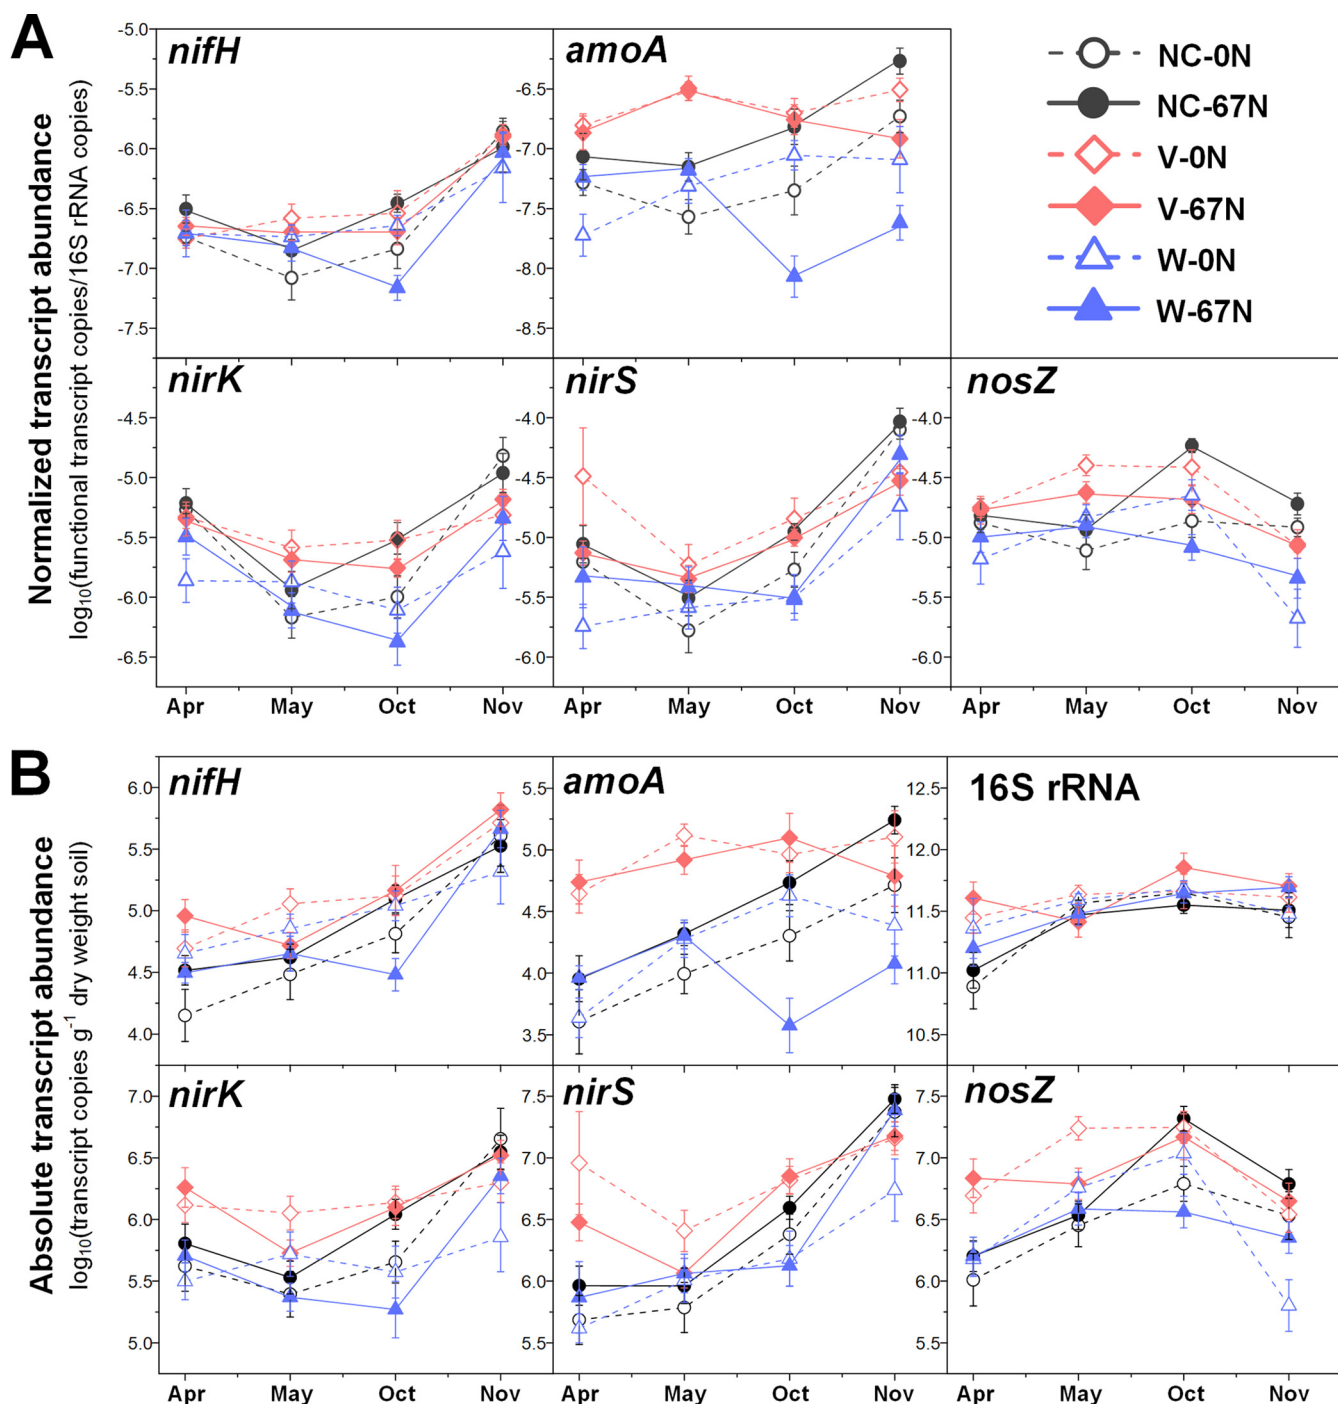 A
Normalized transcript abundance
log10(functional transcript copies/16S rRNA copies)
nifH
-5.0
-5.5
-6.0
-6.5
-7.0
-7.5
amoA
-6.5
-7.0
-7.5
-8.0
-8.5
NC-0N
NC-67N
V-0N
V-67N
W-0N
W-67N
nirK
-4.5
-5.0
-5.5
-6.0
-6.5
nirS
-4.0
-4.5
-5.0
-5.5
-6.0
nosZ
-4.0
-4.5
-5.0
-5.5
-6.0
Apr May Oct Nov
Apr May Oct Nov
Apr May Oct Nov
B
Absolute transcript abundance
log10(transcript copies g-1 dry weight soil)
nifH
6.0
5.5
5.0
4.5
4.0
amoA
5.5
5.0
4.5
4.0
3.5
16S rRNA
12.5
12.0
11.5
11.0
10.5
nirK
7.0
6.5
6.0
5.5
5.0
nirS
7.5
7.0
6.5
6.0
5.5
nosZ
7.5
7.0
6.5
6.0
5.5
Apr May Oct Nov
Apr May Oct Nov
Apr May Oct Nov